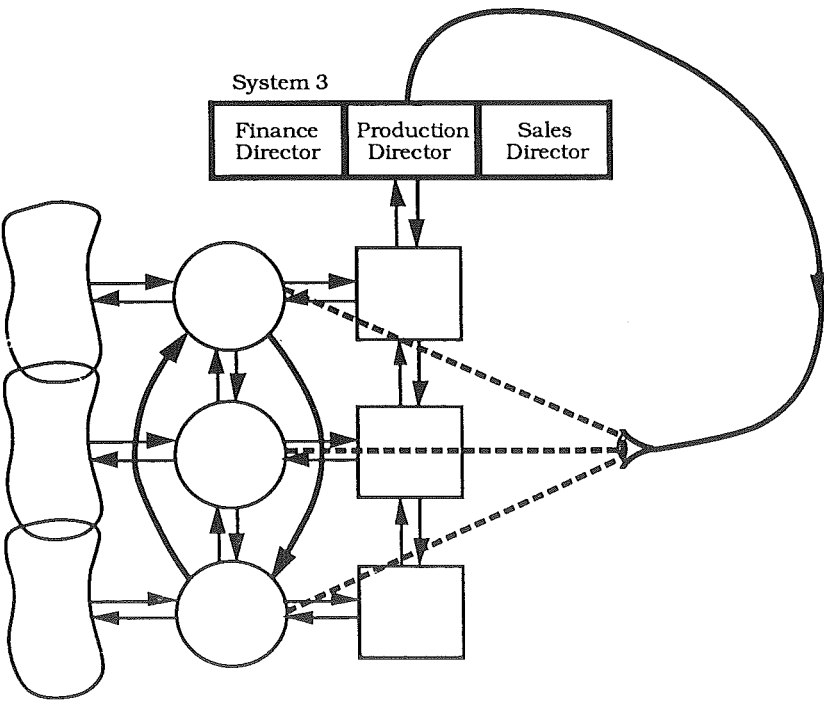 System 3
Finance Director
Production Director
Sales Director